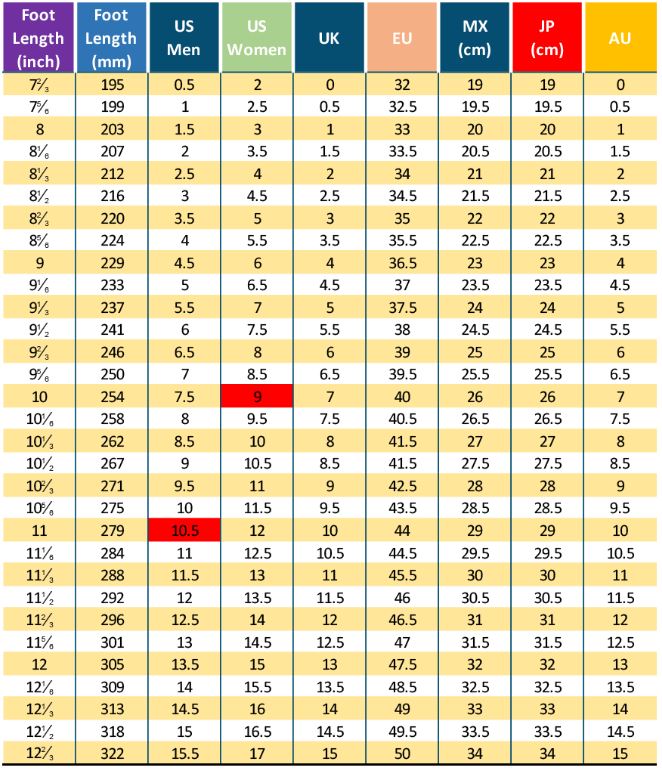 Foot Length (inch) Foot Length (mm) US Men US Women UK EU MX (cm) JP (cm) AU
7⅔ 195 0.5 2 0 32 19 19 0
7⅚ 199 1 2.5 0.5 32.5 19.5 19.5 0.5
8 203 1.5 3 1 33 20 20 1
8⅙ 207 2 3.5 1.5 33.5 20.5 20.5 1.5
8⅓ 212 2.5 4 2 34 21 21 2
8½ 216 3 4.5 2.5 34.5 21.5 21.5 2.5
8⅔ 220 3.5 5 3 35 22 22 3
8⅚ 224 4 5.5 3.5 35.5 22.5 22.5 3.5
9 229 4.5 6 4 36.5 23 23 4
9⅙ 233 5 6.5 4.5 37 23.5 23.5 4.5
9⅓ 237 5.5 7 5 37.5 24 24 5
9½ 241 6 7.5 5.5 38 24.5 24.5 5.5
9⅔ 246 6.5 8 6 39 25 25 6
9⅚ 250 7 8.5 6.5 39.5 25.5 25.5 6.5
10 254 7.5 9 7 40 26 26 7
10⅙ 258 8 9.5 7.5 40.5 26.5 26.5 7.5
10⅓ 262 8.5 10 8 41.5 27 27 8
10½ 267 9 10.5 8.5 41.5 27.5 27.5 8.5
10⅔ 271 9.5 11 9 42.5 28 28 9
10⅚ 275 10 11.5 9.5 43.5 28.5 28.5 9.5
11 279 10.5 12 10 44 29 29 10
11⅙ 284 11 12.5 10.5 44.5 29.5 29.5 10.5
11⅓ 288 11.5 13 11 45.5 30 30 11
11½ 292 12 13.5 11.5 46 30.5 30.5 11.5
11⅔ 296 12.5 14 12 46.5 31 31 12
11⅚ 301 13 14.5 12.5 47 31.5 31.5 12.5
12 305 13.5 15 13 47.5 32 32 13
12⅙ 309 14 15.5 13.5 48.5 32.5 32.5 13.5
12⅓ 313 14.5 16 14 49 33 33 14
12½ 318 15 16.5 14.5 49.5 33.5 33.5 14.5
12⅔ 322 15.5 17 15 50 34 34 15